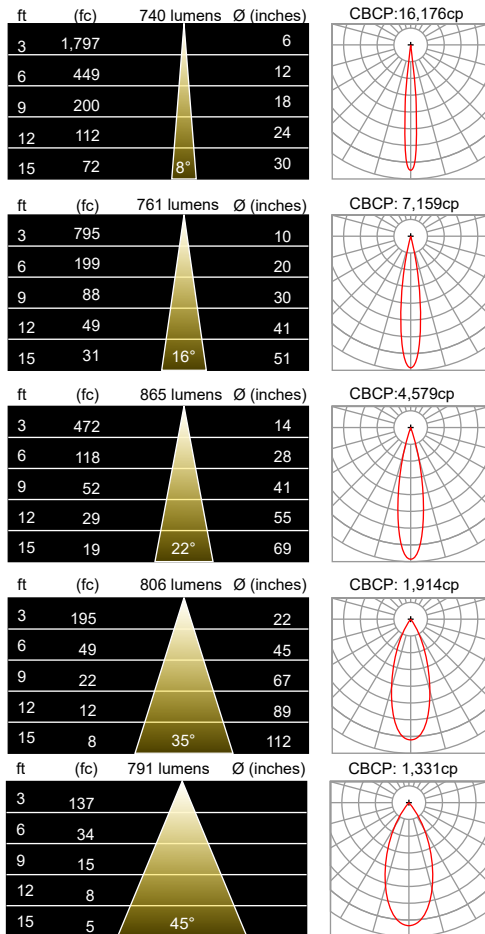 ft (fc) 740 lumens Ø (inches) CBCP:16,176cp
3 1,797 6
6 449 12
9 200 18
12 112 24
15 72 8° 30
ft (fc) 761 lumens Ø (inches) CBCP: 7,159cp
3 795 10
6 199 20
9 88 30
12 49 41
15 31 16° 51
ft (fc) 865 lumens Ø (inches) CBCP:4,579cp
3 472 14
6 118 28
9 52 41
12 29 55
15 19 22° 69
ft (fc) 806 lumens Ø (inches) CBCP: 1,914cp
3 195 22
6 49 45
9 22 67
12 12 89
15 8 35° 112
ft (fc) 791 lumens Ø (inches) CBCP: 1,331cp
3 137
6 34
9 15
12 8
15 5 45°